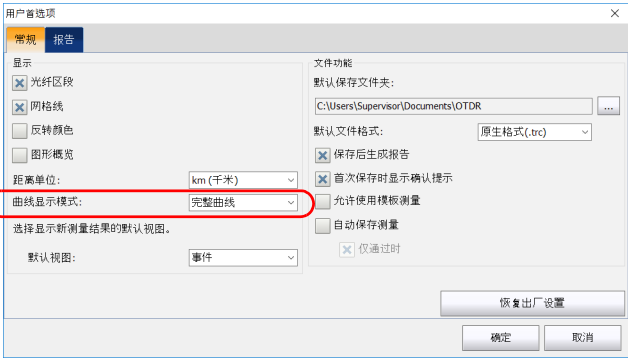 用户首选项
常规 报告
显示
光纤区段
网格线
反转颜色
图形概览
距离单位: km (千米)
曲线显示模式: 完整曲线
选择显示新测量结果的默认视图。
默认视图: 事件
文件功能
默认保存文件夹:
C:\Users\Supervisor\Documents\OTDR ...
默认文件格式: 原生格式(.trc)
保存后生成报告
首次保存时显示确认提示
允许使用模板测量
自动保存测量
仅通过时
恢复出厂设置
确定 取消